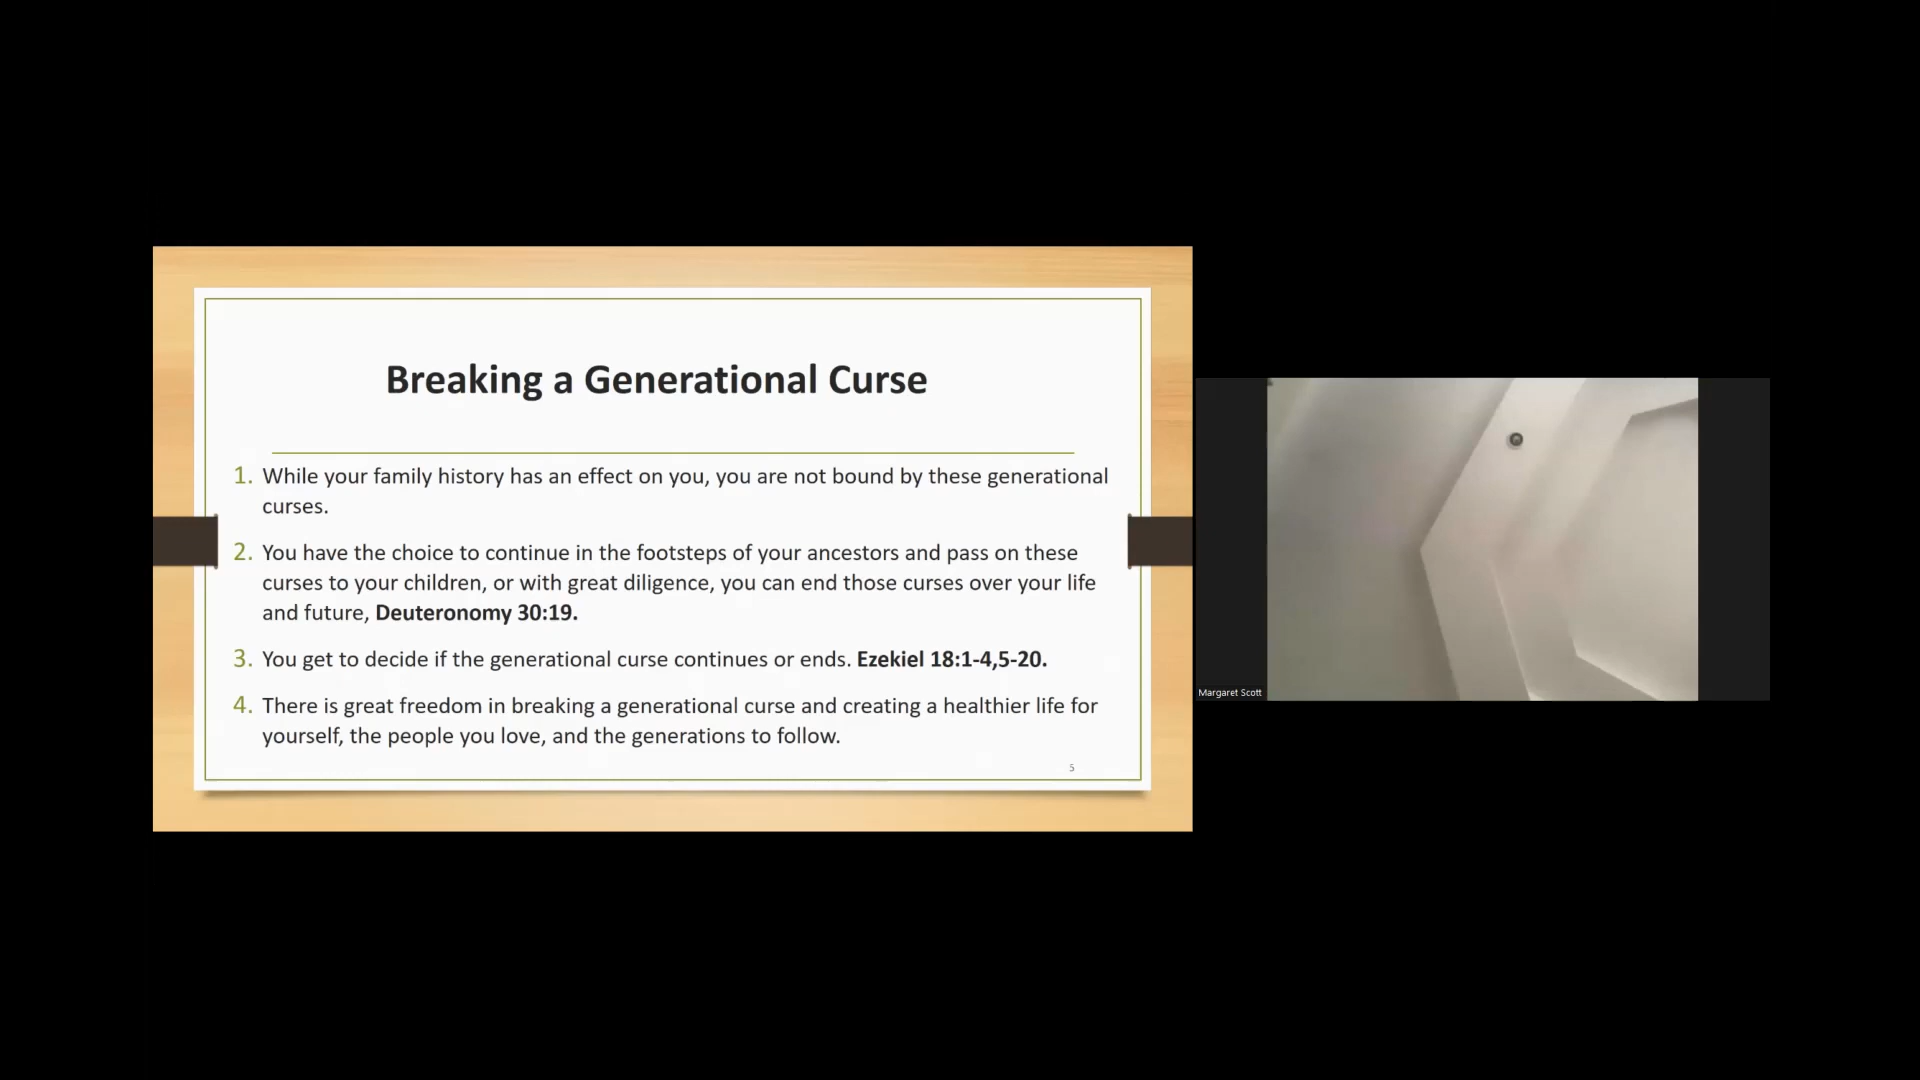 Breaking a Generational Curse
1. While your family history has an effect on you, you are not bound by these generational
curses.
2. You have the choice to continue in the footsteps of your ancestors and pass on these
curses to your children, or with great diligence, you can end those curses over your life
and future, Deuteronomy 30:19.
3. You get to decide if the generational curse continues or ends. Ezekiel 18:1-4,5-20.
4. There is great freedom in breaking a generational curse and creating a healthier life for
yourself, the people you love, and the generations to follow.
5
Margaret Scott